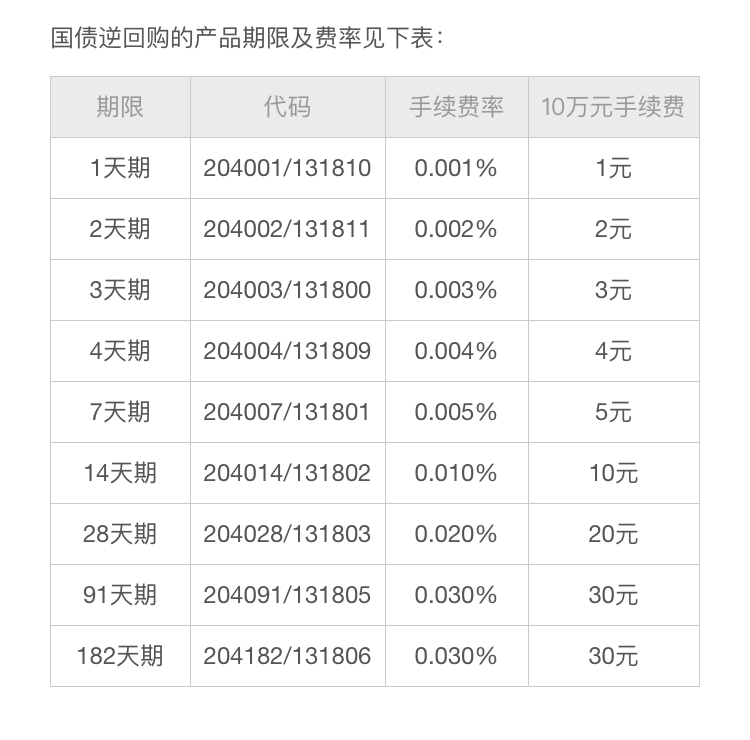 国债逆回购的产品期限及费率见下表：
期限 代码 手续费率 10万元手续费
1天期 204001/131810 0.001% 1元
2天期 204002/131811 0.002% 2元
3天期 204003/131800 0.003% 3元
4天期 204004/131809 0.004% 4元
7天期 204007/131801 0.005% 5元
14天期 204014/131802 0.010% 10元
28天期 204028/131803 0.020% 20元
91天期 204091/131805 0.030% 30元
182天期 204182/131806 0.030% 30元